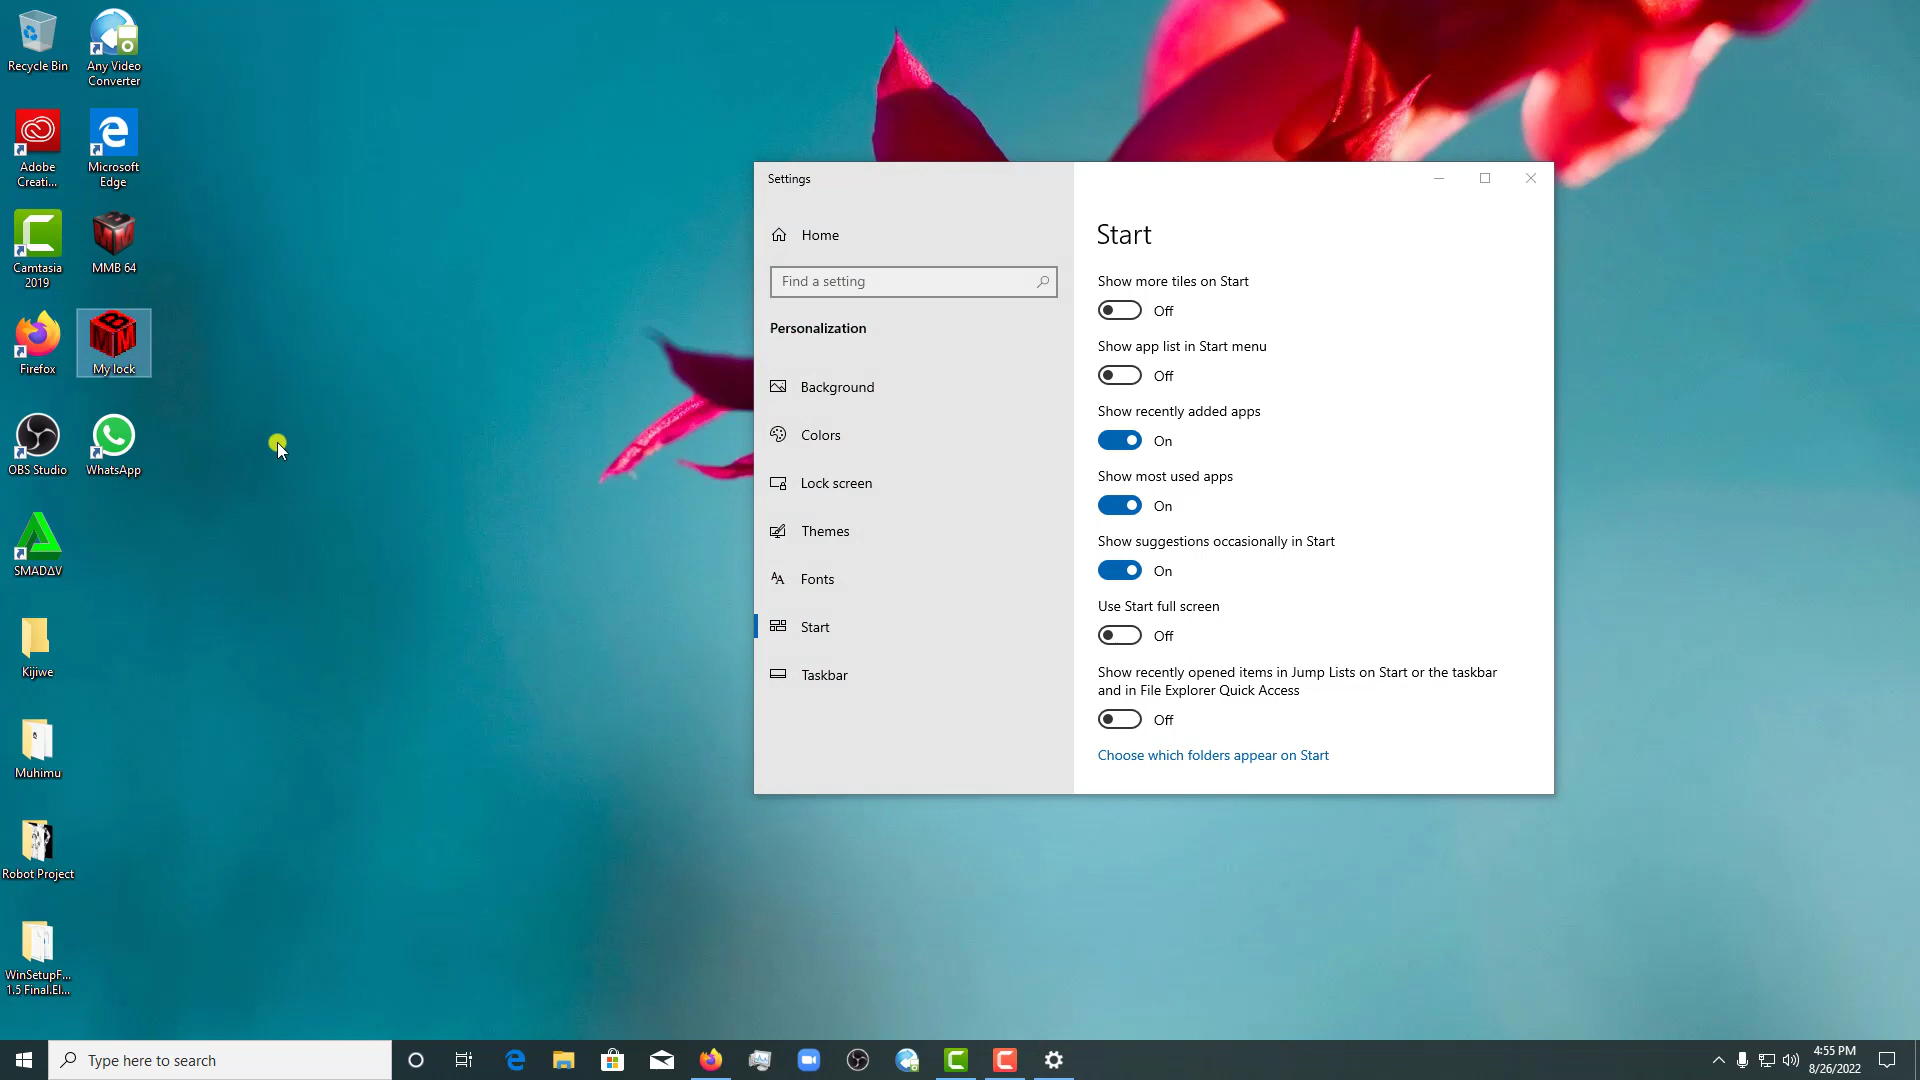 Recycle Bin
Any Video
Converter
Adobe
Creati...
Microsoft
Edge
Camtasia
2019
MMB 64
Firefox
My lock
OBS Studio
WhatsApp
SMADΔV
Kijiwe
Muhimu
Robot Project
WinSetupF...
1.5 Final.El...
Settings
Home
Find a setting
Personalization
Background
Colors
Lock screen
Themes
Fonts
Start
Taskbar
Start
Show more tiles on Start
Off
Show app list in Start menu
Off
Show recently added apps
On
Show most used apps
On
Show suggestions occasionally in Start
On
Use Start full screen
Off
Show recently opened items in Jump Lists on Start or the taskbar
and in File Explorer Quick Access
Off
Choose which folders appear on Start
Type here to search
4:55 PM
8/26/2022